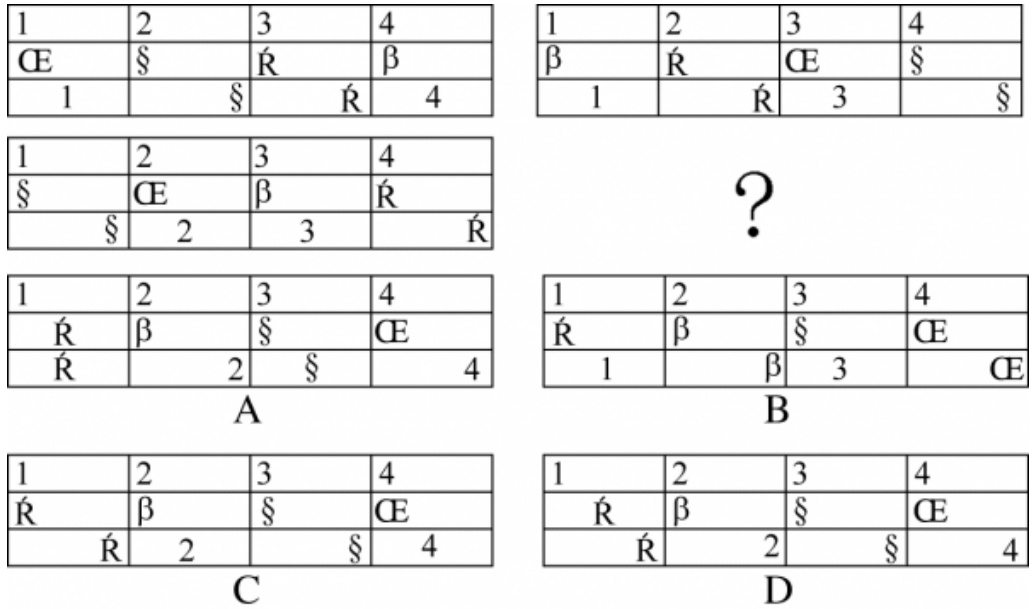 1 2 3 4
Œ § Ŕ β
1 § Ŕ 4
1 2 3 4
β Ŕ Œ §
1 Ŕ 3 §
1 2 3 4
§ Œ β Ŕ
§ 2 3 Ŕ
?
1 2 3 4
Ŕ β § Œ
Ŕ 2 § 4
A
1 2 3 4
Ŕ β § Œ
1 β 3 Œ
B
1 2 3 4
Ŕ β § Œ
Ŕ 2 § 4
C
1 2 3 4
Ŕ β § Œ
Ŕ 2 § 4
D